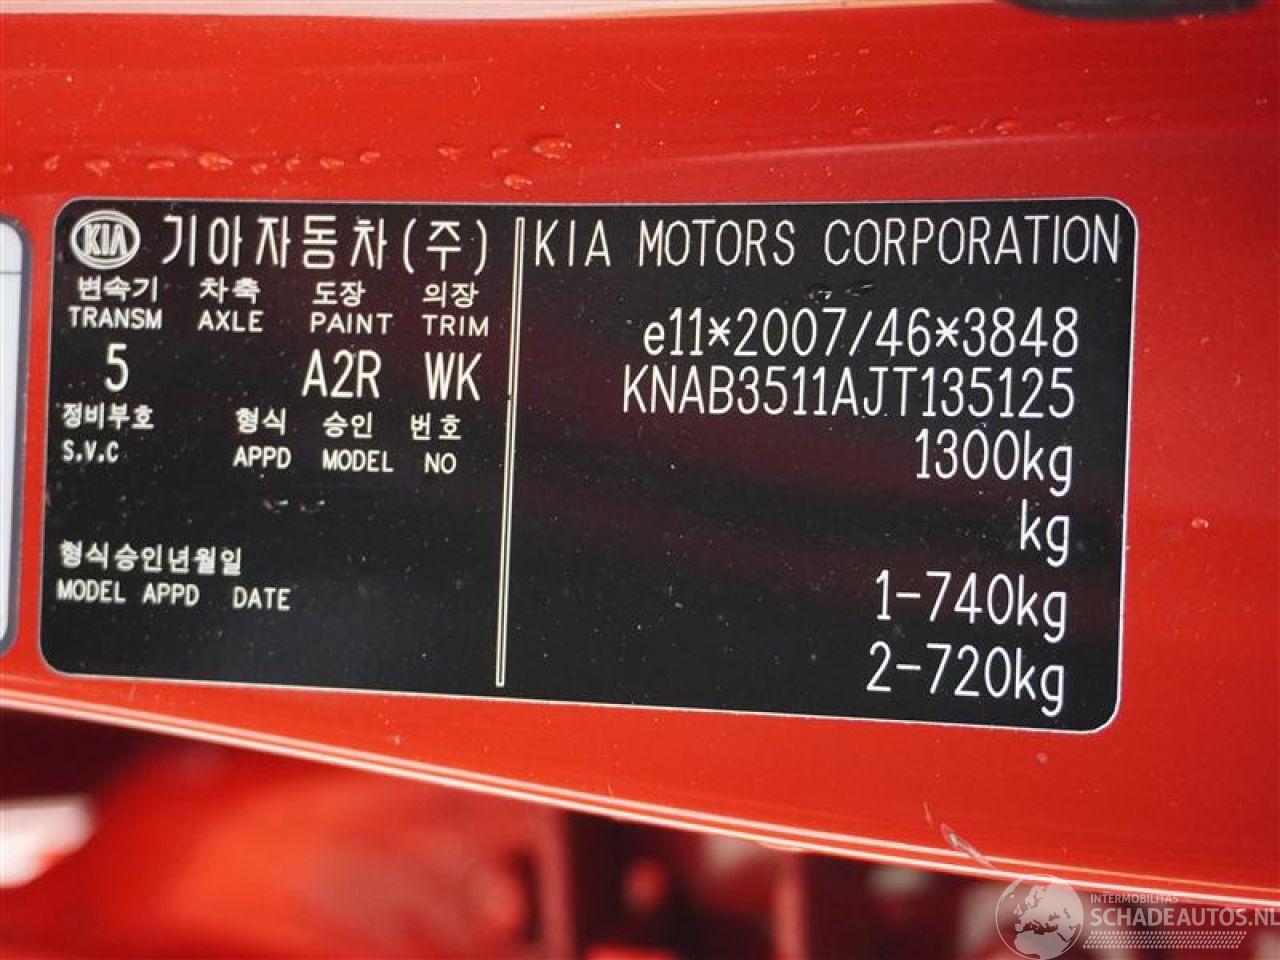 KIA 기아자동차(주)
변속기 차축 도장 의장
TRANSM AXLE PAINT TRIM
5 A2R WK
정비부호 형식 승인 번호
S.V.C APPD MODEL NO
형식승인년월일
MODEL APPD DATE
KIA MOTORS CORPORATION
e11*2007/46*3848
KNAB3511AJT135125
1300kg
kg
1-740kg
2-720kg
INTERMOBILITAS
SCHADEAUTOS.NL